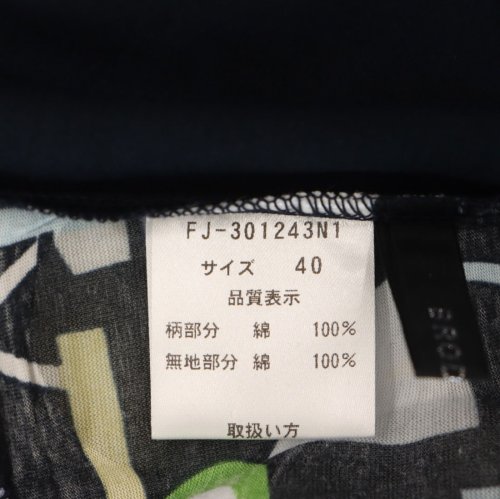 FJ-301243N1
サイズ 40
品質表示
柄部分 綿 100%
無地部分 綿 100%
取扱い方